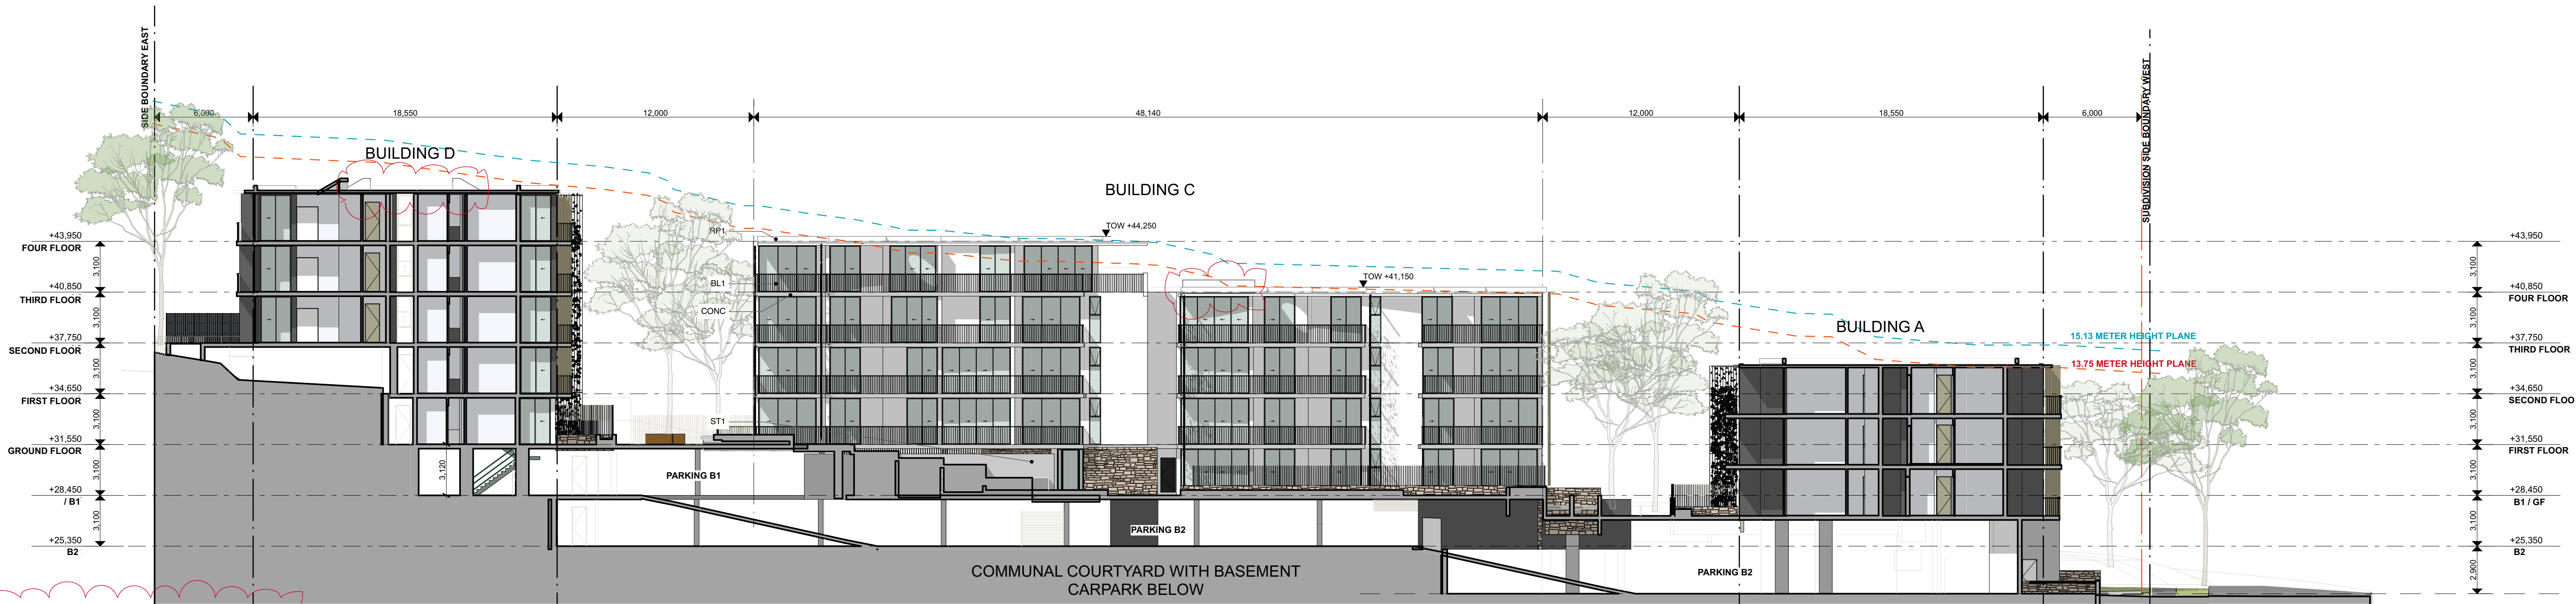 SIDE BOUNDARY EAST
SUBDIVISION SIDE BOUNDARY WEST
6,000
18,550
12,000
48,140
12,000
18,550
6,000
BUILDING D
BUILDING C
BUILDING A
RP1
TOW +44,250
BL1
TOW +41,150
CONC
ST1
15.13 METER HEIGHT PLANE
13.75 METER HEIGHT PLANE
+43,950
FOUR FLOOR
3,100
+40,850
THIRD FLOOR
3,100
+37,750
SECOND FLOOR
3,100
+34,650
FIRST FLOOR
3,100
+31,550
GROUND FLOOR
3,100
+28,450
/ B1
3,100
+25,350
B2
3,120
PARKING B1
PARKING B2
PARKING B2
COMMUNAL COURTYARD WITH BASEMENT
CARPARK BELOW
+43,950
3,100
+40,850
FOUR FLOOR
3,100
+37,750
THIRD FLOOR
3,100
+34,650
SECOND FLOO
3,100
+31,550
FIRST FLOOR
3,100
+28,450
B1 / GF
3,100
+25,350
B2
2,900